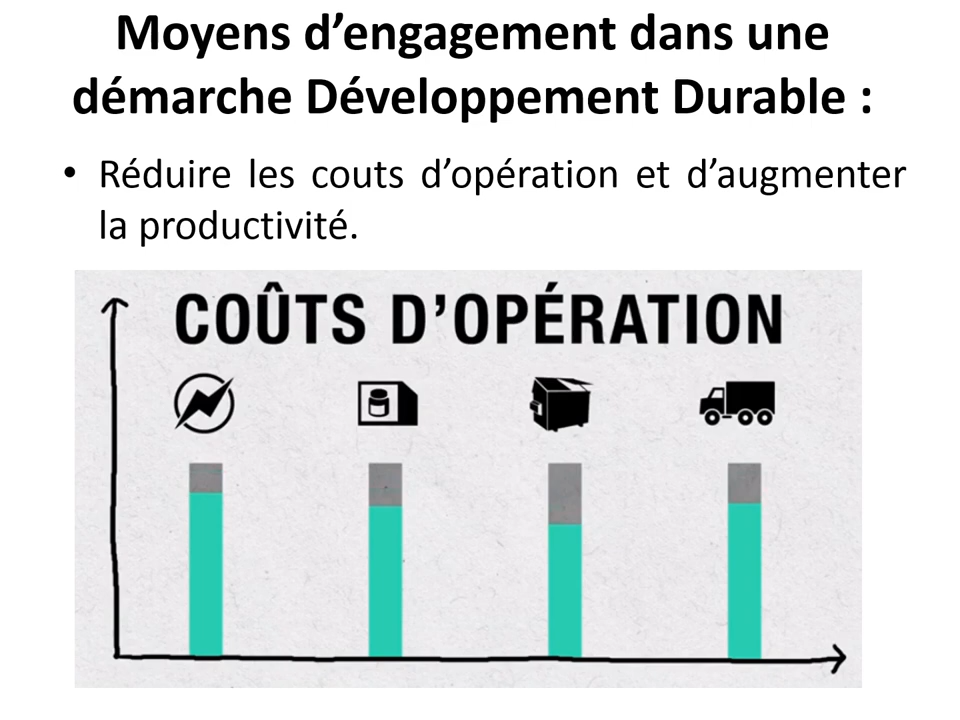 Moyens d’engagement dans une
démarche Développement Durable :
• Réduire les couts d’opération et d’augmenter
la productivité.
COÛTS D’OPÉRATION